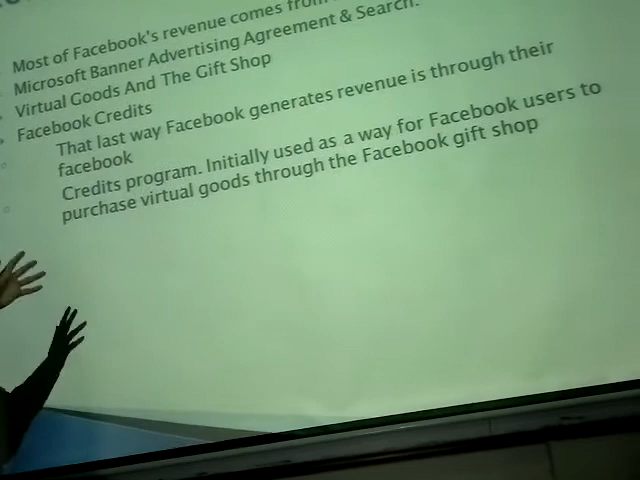 Most of Facebook's revenue comes from
Microsoft Banner Advertising Agreement & Search.
Virtual Goods And The Gift Shop
Facebook Credits
That last way Facebook generates revenue is through their
facebook
Credits program. Initially used as a way for Facebook users to
purchase virtual goods through the Facebook gift shop